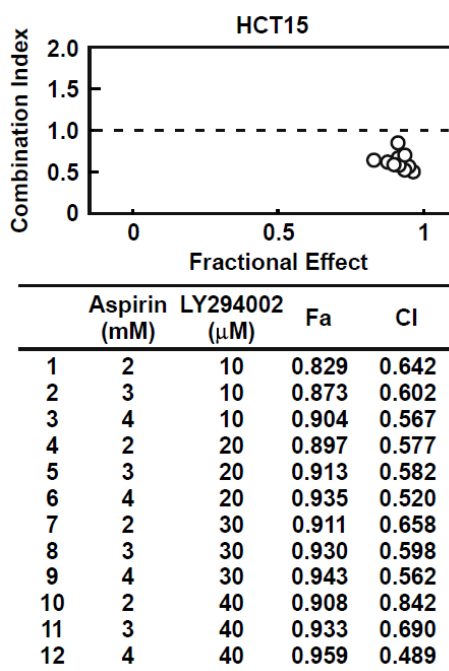 HCT15
Combination Index
2.0
1.5
1.0
0.5
0
0 0.5 1
Fractional Effect
Aspirin (mM) LY294002 (μM) Fa CI
1 2 10 0.829 0.642
2 3 10 0.873 0.602
3 4 10 0.904 0.567
4 2 20 0.897 0.577
5 3 20 0.913 0.582
6 4 20 0.935 0.520
7 2 30 0.911 0.658
8 3 30 0.930 0.598
9 4 30 0.943 0.562
10 2 40 0.908 0.842
11 3 40 0.933 0.690
12 4 40 0.959 0.489